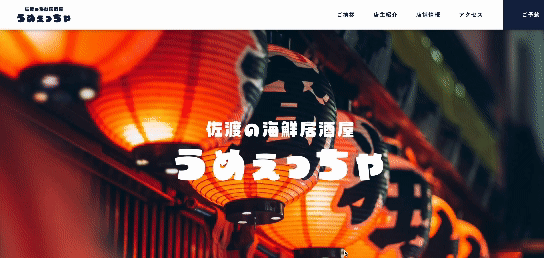 佐渡の海鮮居酒屋
うめぇっちゃ
ご挨拶
店主紹介
店舗情報
アクセス
ご予約
佐渡の海鮮居酒屋
うめぇっちゃ